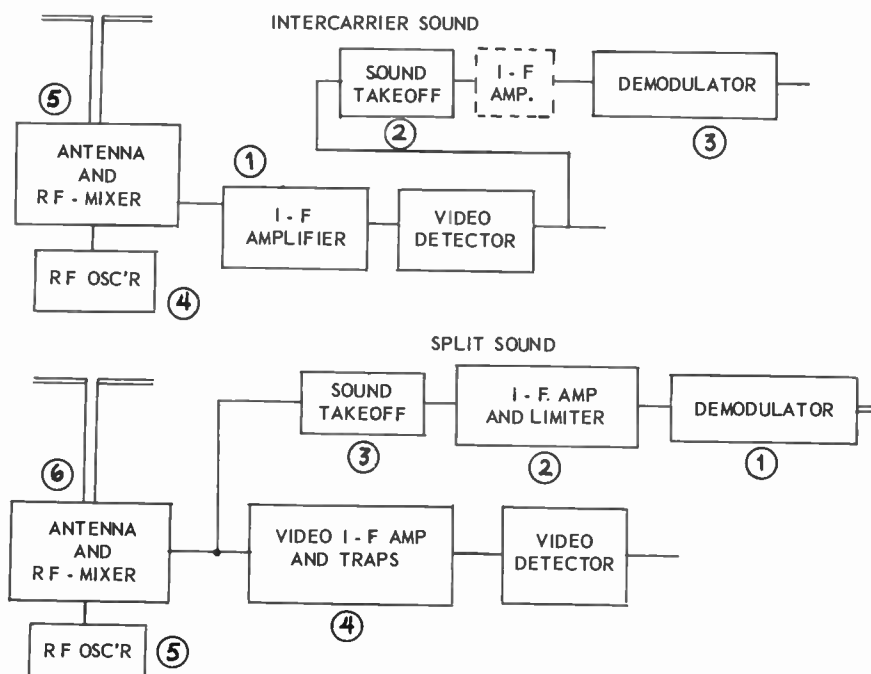 INTERCARRIER SOUND
SOUND
TAKEOFF
②
I - F
AMP.
DEMODULATOR
③
⑤
ANTENNA
AND
RF - MIXER
①
I - F
AMPLIFIER
VIDEO
DETECTOR
RF OSC'R
④
SPLIT SOUND
SOUND
TAKEOFF
③
I - F. AMP
AND LIMITER
②
DEMODULATOR
①
⑥
ANTENNA
AND
RF - MIXER
VIDEO I - F AMP
AND TRAPS
④
VIDEO
DETECTOR
RF OSC'R
⑤